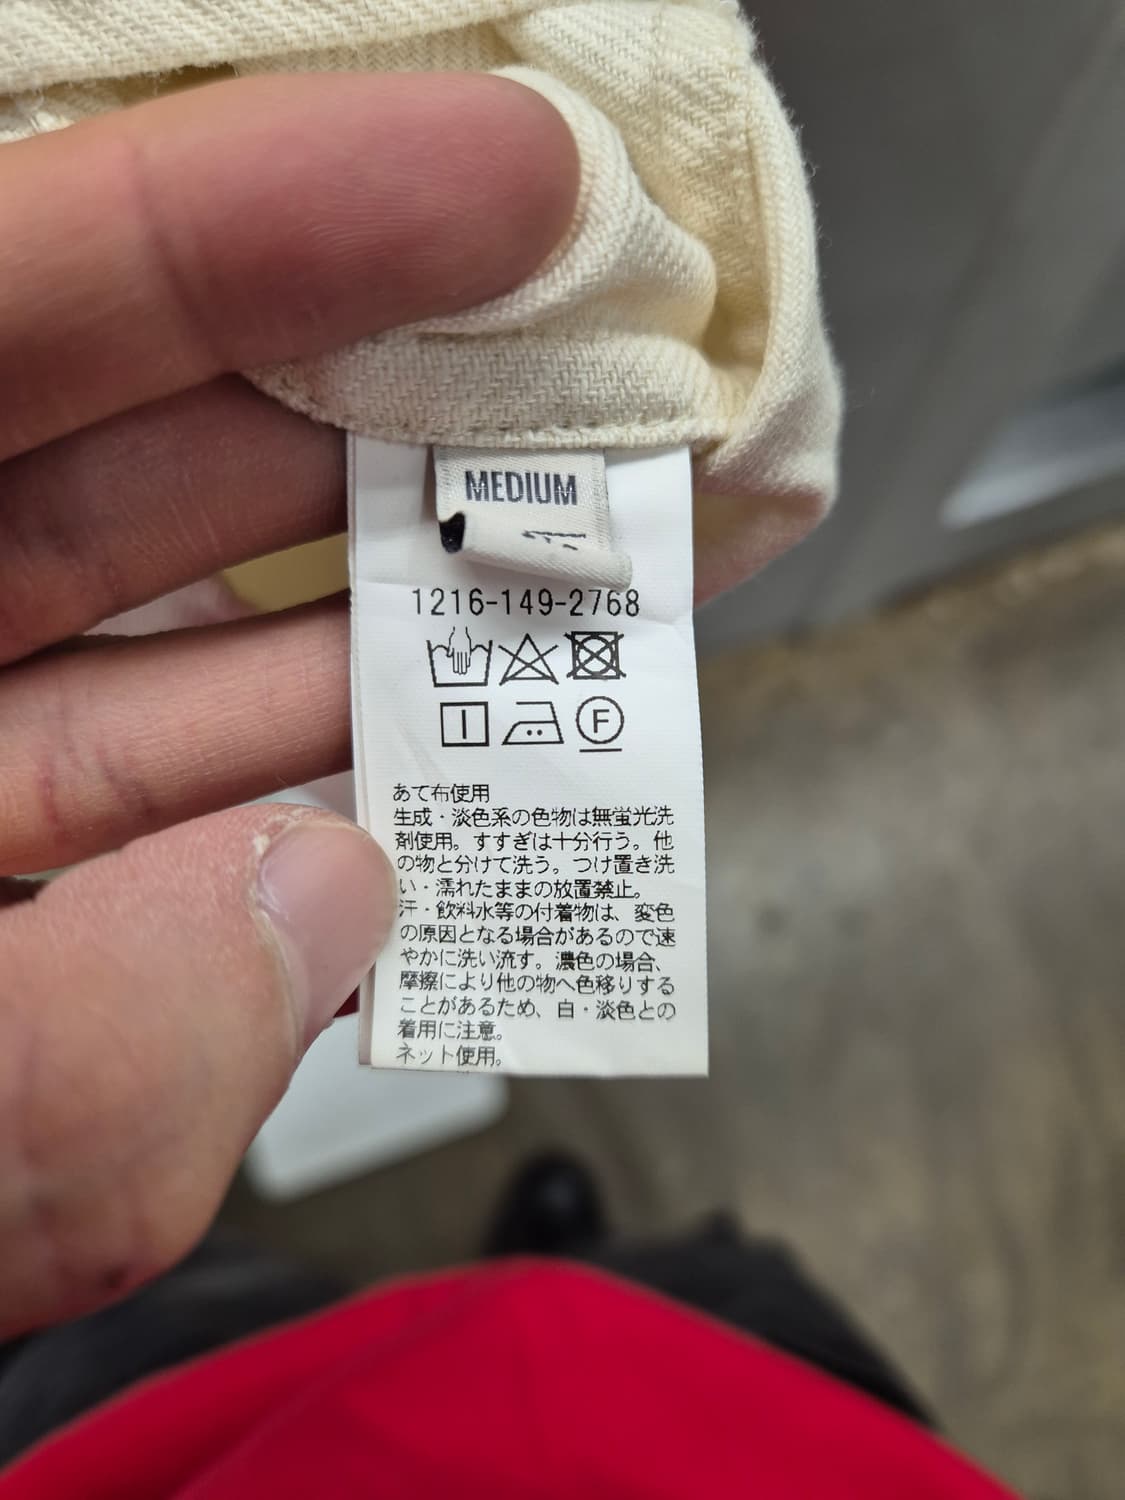 MEDIUM
1216-149-2768
F
あて布使用
生成・淡色系の色物は無蛍光洗
剤使用。すすぎは十分行う。他
の物と分けて洗う。つけ置き洗
い・濡れたままの放置禁止。
汗・飲料水等の付着物は、変色
の原因となる場合があるので速
やかに洗い流す。濃色の場合、
摩擦により他の物へ色移りする
ことがあるため、白・淡色との
着用に注意。
ネット使用。